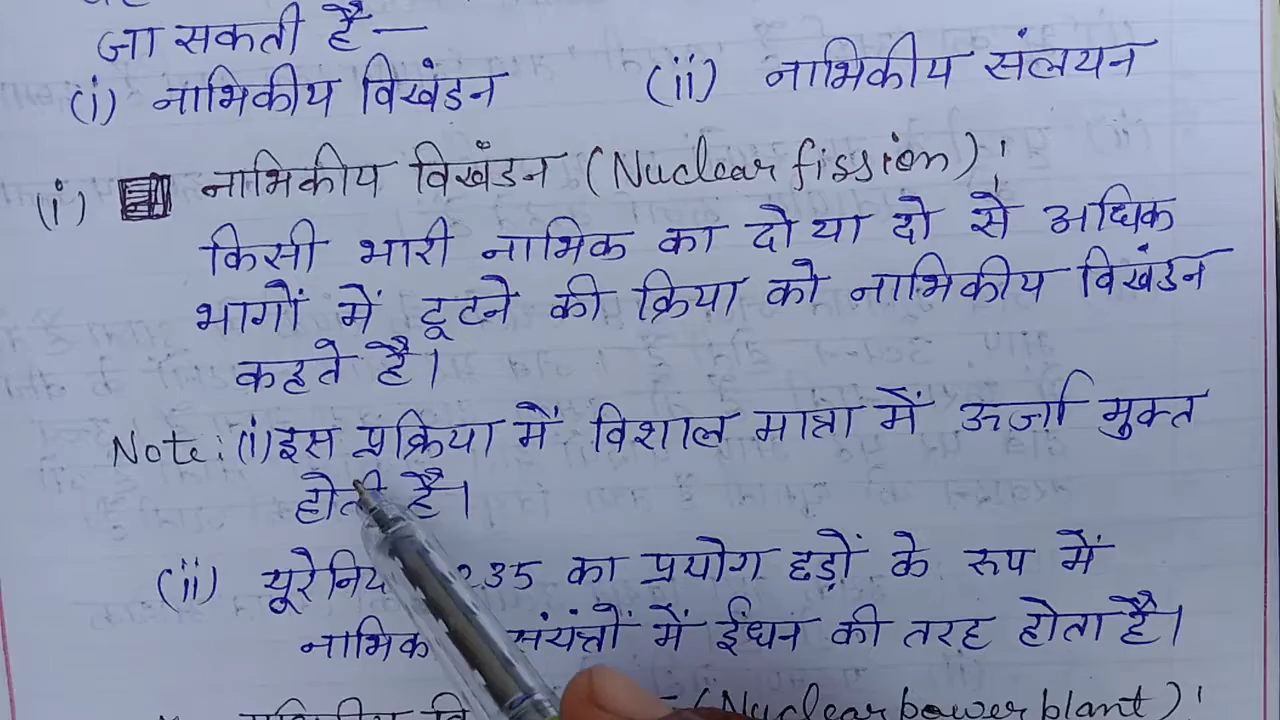 जा सकती है –
(i) नाभिकीय विखंडन (ii) नाभिकीय संलयन
(i) नाभिकीय विखंडन (Nuclear fission) :
किसी भारी नाभिक का दो या दो से अधिक
भागों में टूटने की क्रिया को नाभिकीय विखंडन
कहते है।
Note: (i) इस प्रक्रिया में विशाल मात्रा में ऊर्जा मुक्त
होती है।
(ii) 235 का प्रयोग छड़ों के रूप में
संयंत्रों में ईंधन की तरह होता है।
(Nuclear power plant) :